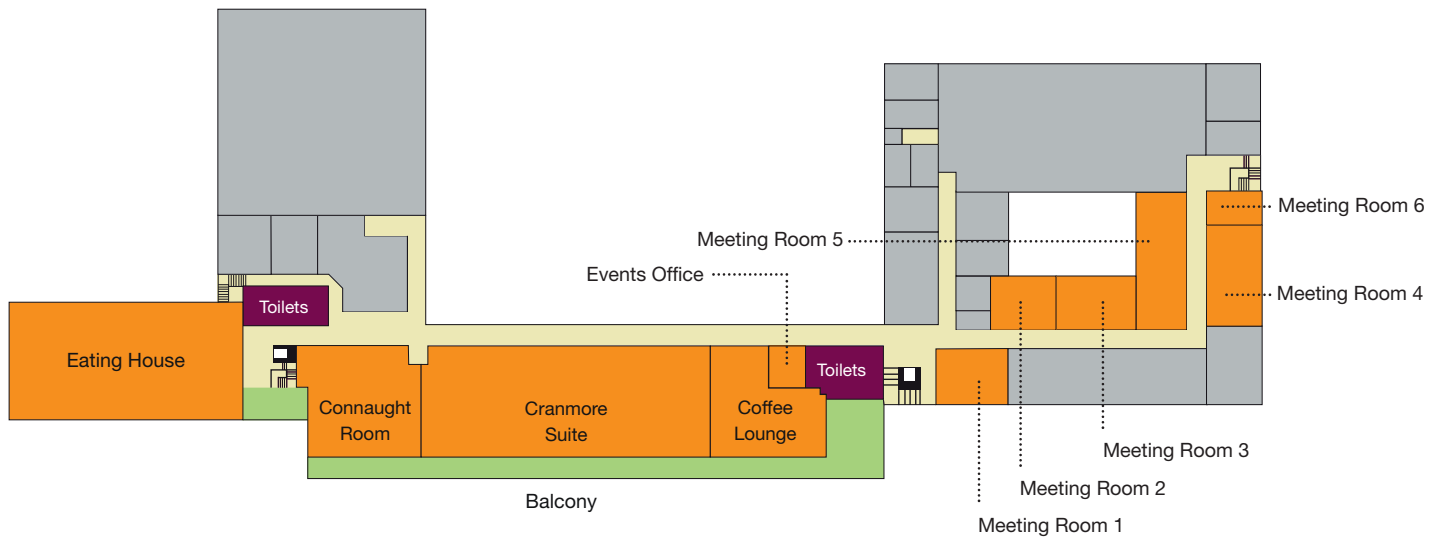 Meeting Room 6
Meeting Room 5
Events Office
Meeting Room 4
Toilets
Eating House
Toilets
Connaught
Room
Cranmore
Suite
Coffee
Lounge
Meeting Room 3
Meeting Room 2
Balcony
Meeting Room 1